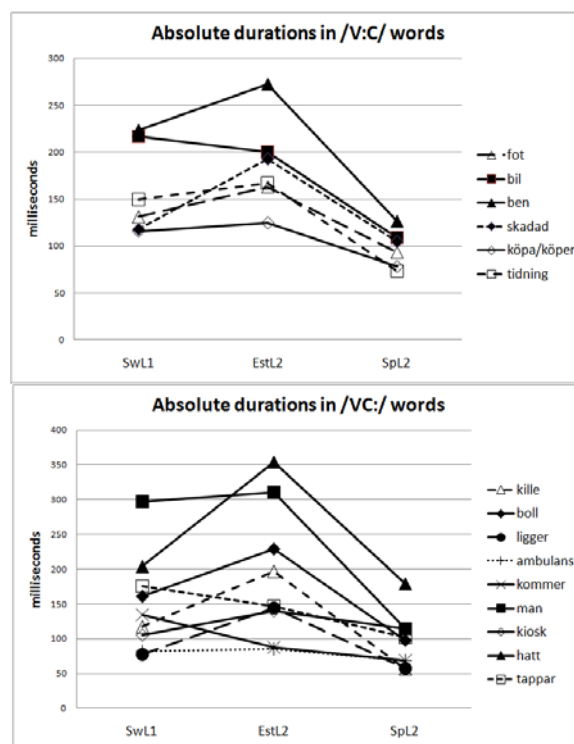 Absolute durations in /V:C/ words
300
250
200
150
100
50
0
milliseconds
SwL1 EstL2 SpL2
fot
bil
ben
skadad
köpa/köper
tidning
Absolute durations in /VC:/ words
400
350
300
250
200
150
100
50
0
milliseconds
SwL1 EstL2 SpL2
kille
boll
ligger
ambulans
kommer
man
kiosk
hatt
tappar